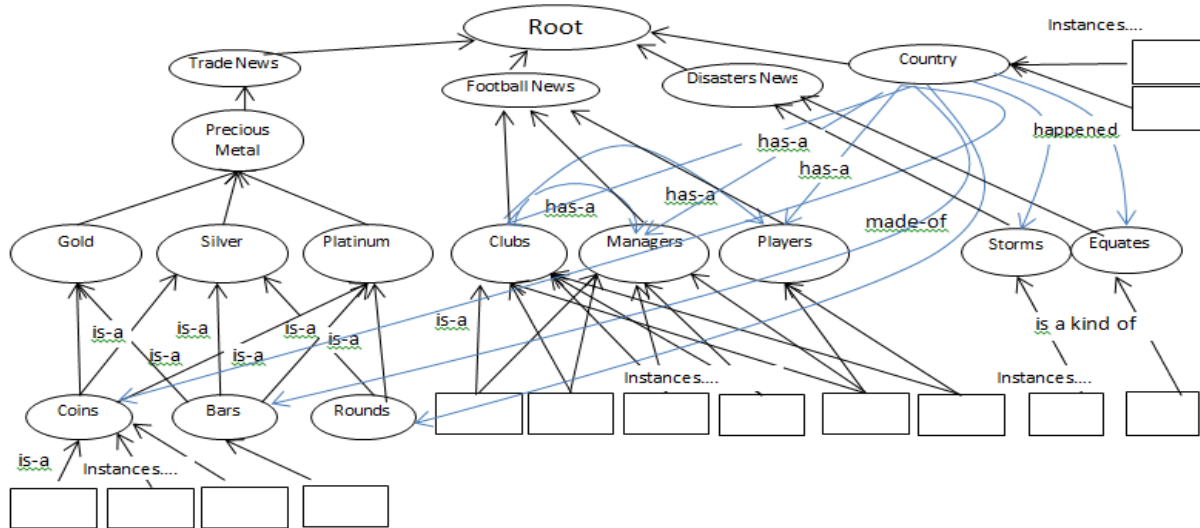 Root
Instances....
Trade News
Country
Football News
Disasters News
Precious
Metal
happened
has-a
has-a
has-a
has-a
made-of
Gold
Silver
Platinum
Clubs
Managers
Players
Storms
Equates
is-a
is-a
is-a
is-a
is-a
is-a
is-a
is a kind of
Instances....
Instances....
Coins
Bars
Rounds
is-a
Instances....